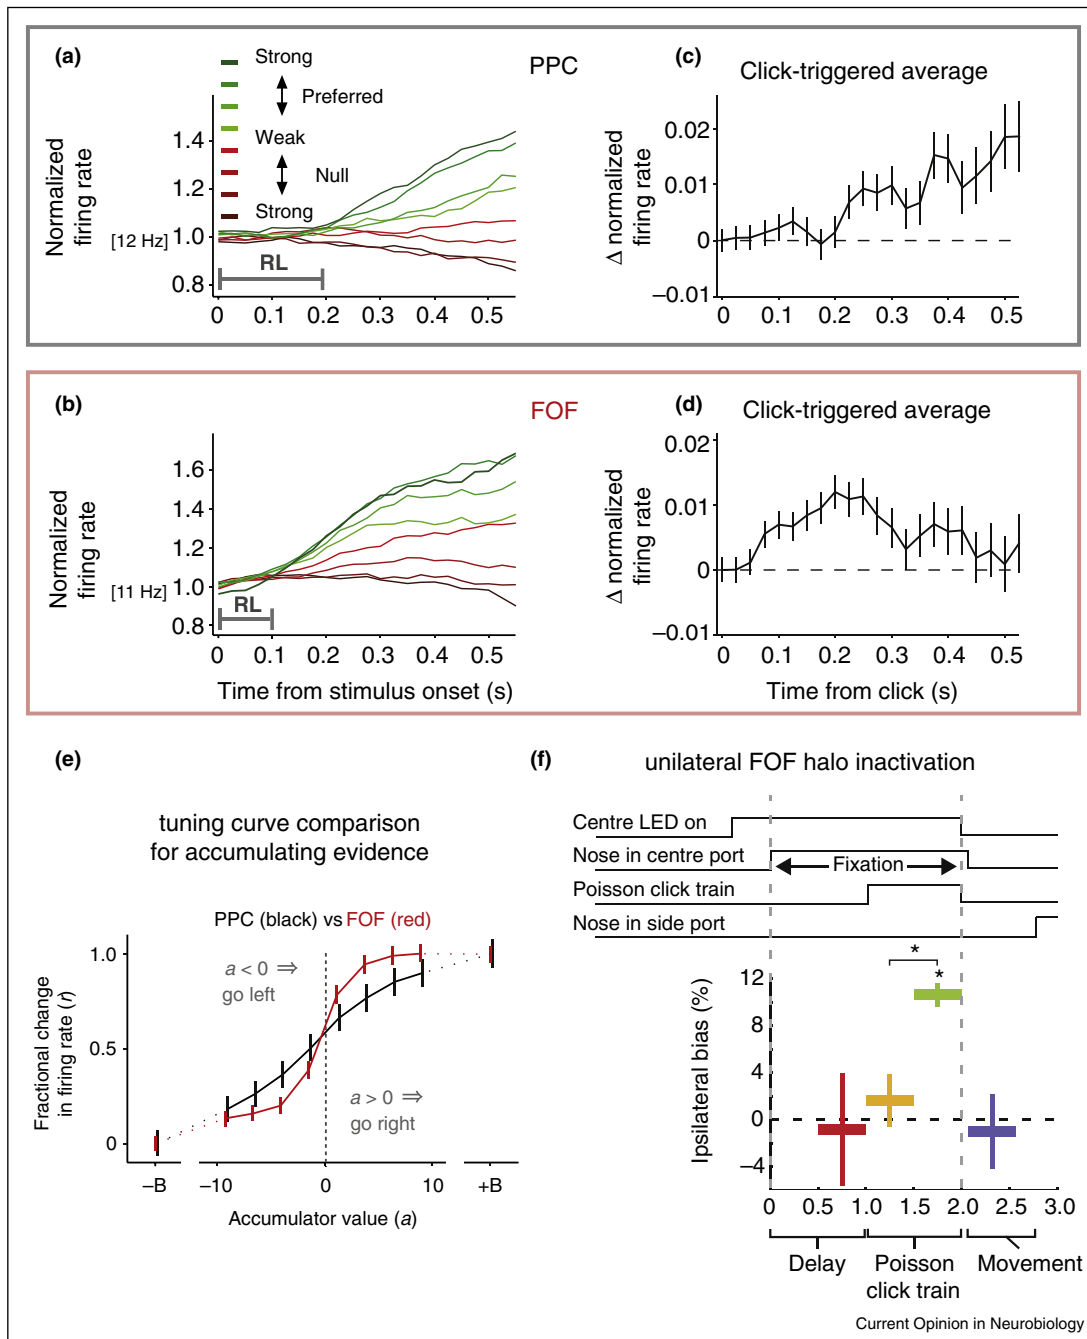 (a)
PPC
Strong
Preferred
Weak
Null
Strong
Normalized
firing rate
[12 Hz]
1.4
1.2
1.0
0.8
RL
0 0.1 0.2 0.3 0.4 0.5
(c)
Click-triggered average
Δ normalized
firing rate
0.02
0.01
0
–0.01
0 0.1 0.2 0.3 0.4 0.5
(b)
FOF
Normalized
firing rate
[11 Hz]
1.6
1.4
1.2
1.0
0.8
RL
0 0.1 0.2 0.3 0.4 0.5
Time from stimulus onset (s)
(d)
Click-triggered average
Δ normalized
firing rate
0.02
0.01
0
–0.01
0 0.1 0.2 0.3 0.4 0.5
Time from click (s)
(e)
tuning curve comparison
for accumulating evidence
PPC (black) vs FOF (red)
a < 0 ⇒
go left
a > 0 ⇒
go right
Fractional change
in firing rate (r)
1.0
0.5
0
–B –10 0 10 +B
Accumulator value (a)
(f)
unilateral FOF halo inactivation
Centre LED on
Nose in centre port
Fixation
Poisson click train
Nose in side port
*
*
Ipsilateral bias (%)
12
8
4
0
–4
0 0.5 1.0 1.5 2.0 2.5 3.0
Delay
Poisson
click train
Movement
Current Opinion in Neurobiology